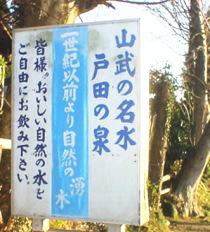 山武の名水
戸田の泉
一世紀以前より自然の湧水
皆様おいしい自然の水を
ご自由にお飲み下さい。